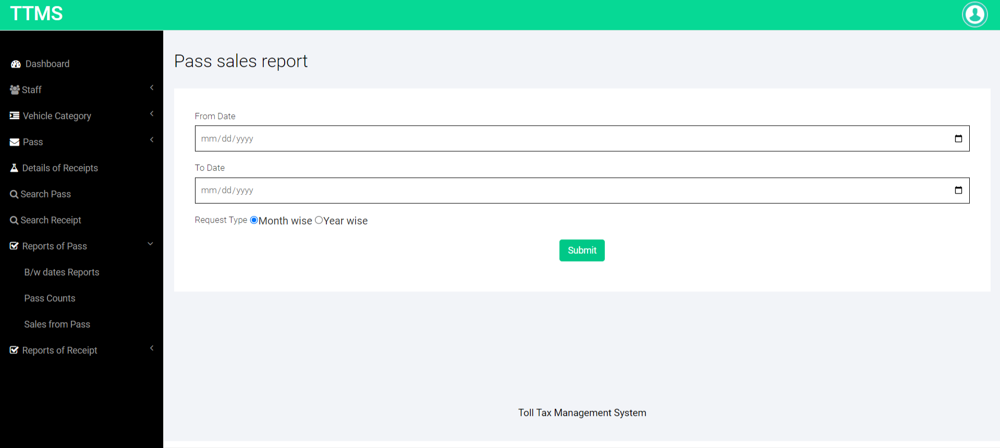 TTMS
Dashboard
Staff
Vehicle Category
Pass
Details of Receipts
Search Pass
Search Receipt
Reports of Pass
B/w dates Reports
Pass Counts
Sales from Pass
Reports of Receipt
Pass sales report
From Date
mm/dd/yyyy
To Date
mm/dd/yyyy
Request Type Month wise Year wise
Submit
Toll Tax Management System